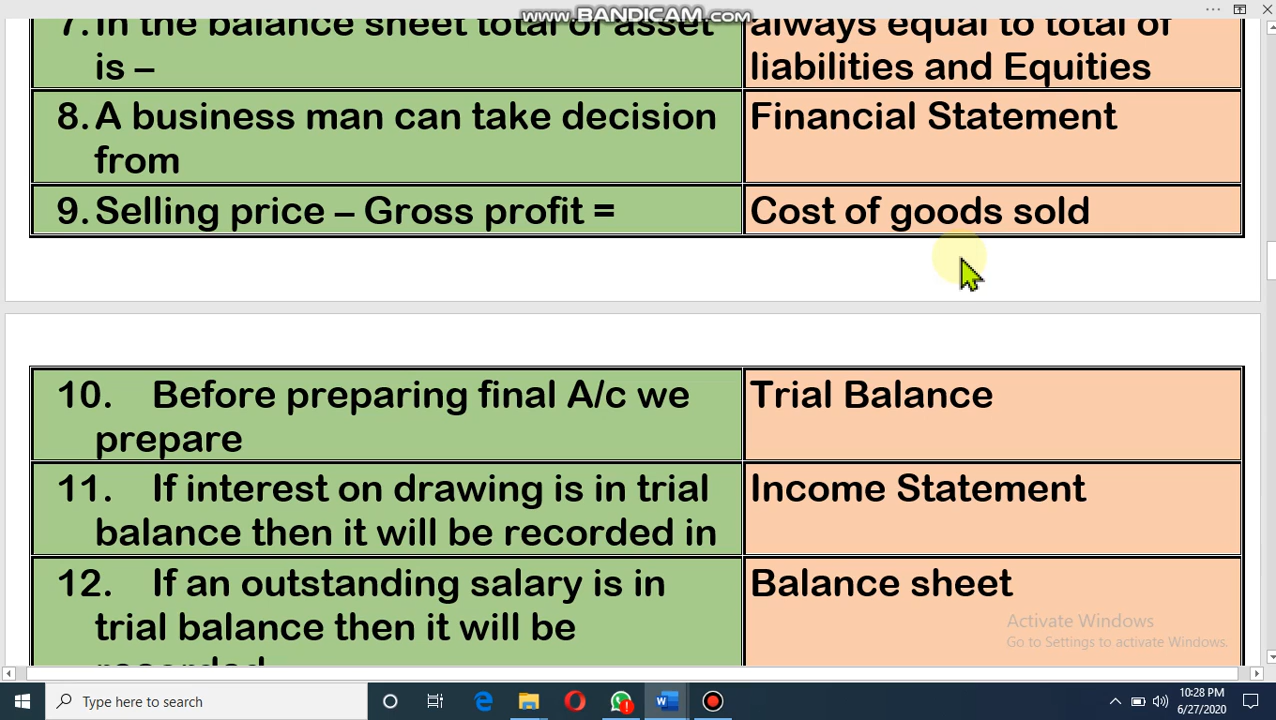 www.BANDICAM.com
7. In the balance sheet total of asset
is –
always equal to total of
liabilities and Equities
8. A business man can take decision
from
Financial Statement
9. Selling price – Gross profit =
Cost of goods sold
10. Before preparing final A/c we
prepare
Trial Balance
11. If interest on drawing is in trial
balance then it will be recorded in
Income Statement
12. If an outstanding salary is in
trial balance then it will be
recorded
Balance sheet
Activate Windows
Go to Settings to activate Windows.
Type here to search
10:28 PM
6/27/2020